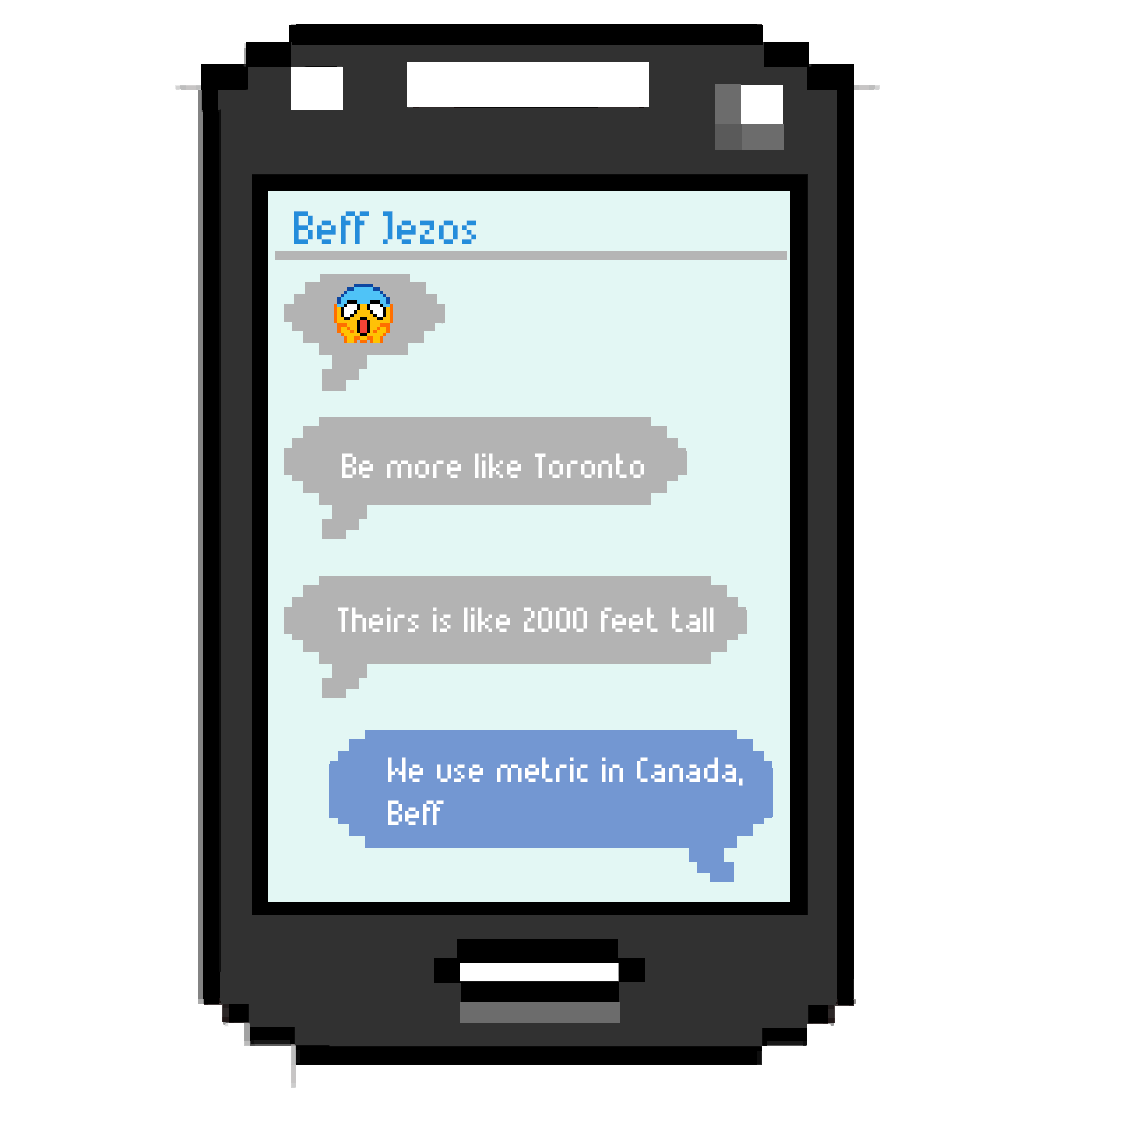 Beff Jezos
😱
Be more like Toronto
Theirs is like 2000 feet tall
We use metric in Canada,
Beff